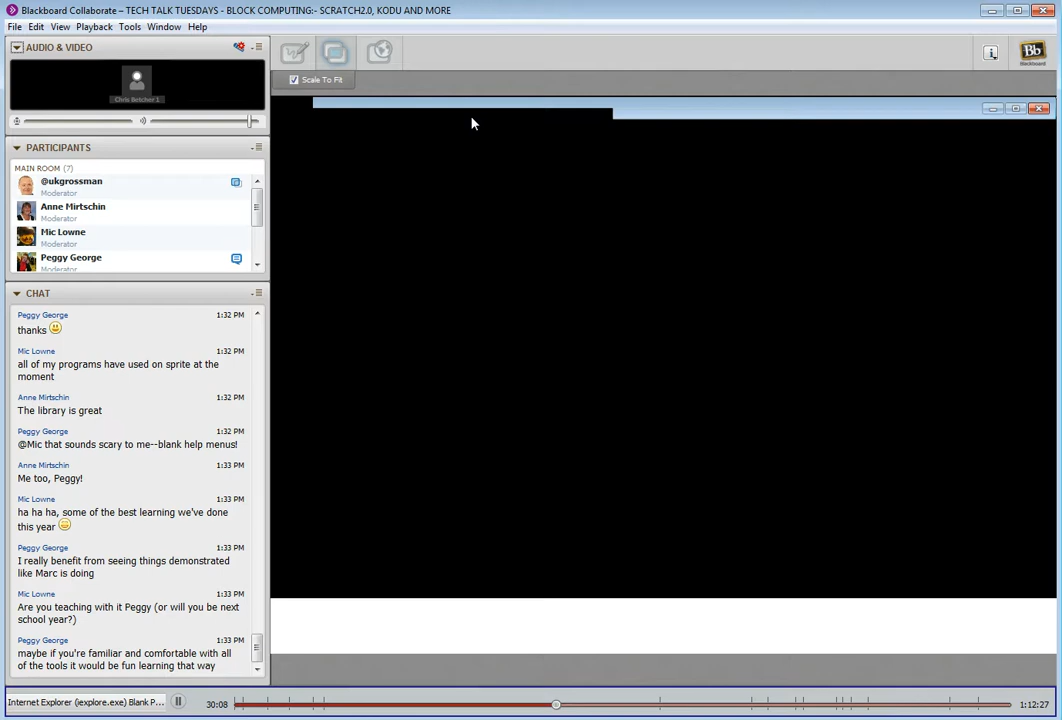 Blackboard Collaborate – TECH TALK TUESDAYS - BLOCK COMPUTING:- SCRATCH2.0, KODU AND MORE
File Edit View Playback Tools Window Help
AUDIO & VIDEO
Chris Betcher 1
Scale To Fit
Bb
Blackboard
PARTICIPANTS
MAIN ROOM (7)
@ukgrossman
Moderator
Anne Mirtschin
Moderator
Mic Lowne
Moderator
Peggy George
Moderator
CHAT
Peggy George 1:32 PM
thanks
Mic Lowne 1:32 PM
all of my programs have used on sprite at the
moment
Anne Mirtschin 1:32 PM
The library is great
Peggy George 1:32 PM
@Mic that sounds scary to me--blank help menus!
Anne Mirtschin 1:33 PM
Me too, Peggy!
Mic Lowne 1:33 PM
ha ha ha, some of the best learning we've done
this year
Peggy George 1:33 PM
I really benefit from seeing things demonstrated
like Marc is doing
Mic Lowne 1:33 PM
Are you teaching with it Peggy (or will you be next
school year?)
Peggy George 1:33 PM
maybe if you're familiar and comfortable with all
of the tools it would be fun learning that way
Internet Explorer (iexplore.exe) Blank P... 30:08 1:12:27